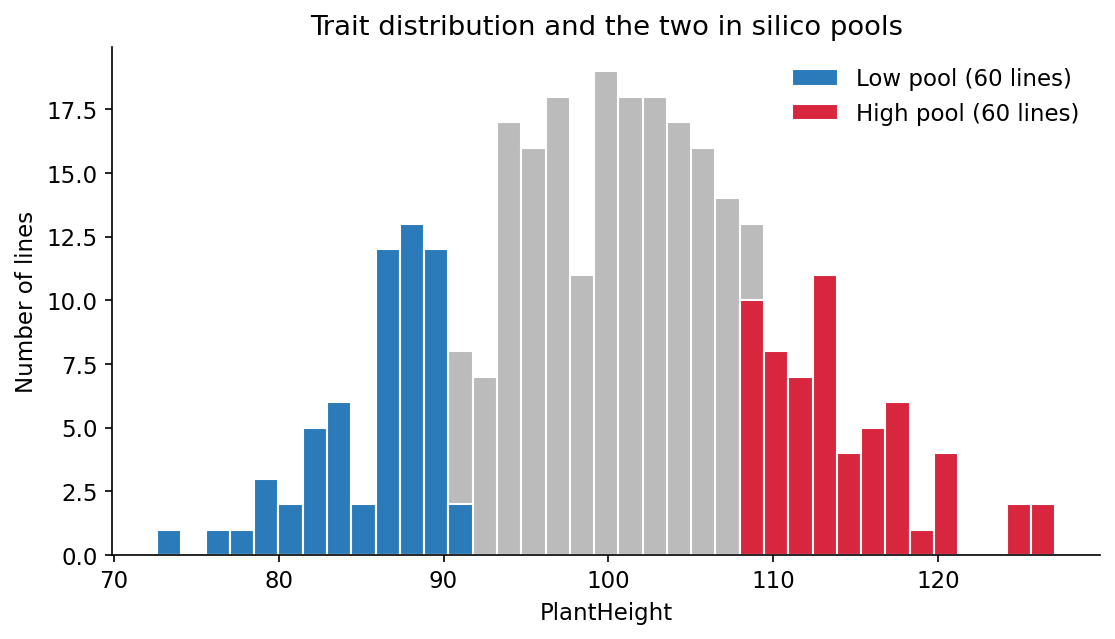 Trait distribution and the two in silico pools
Low pool (60 lines)
High pool (60 lines)
Number of lines
17.5
15.0
12.5
10.0
7.5
5.0
2.5
0.0
70 80 90 100 110 120
PlantHeight